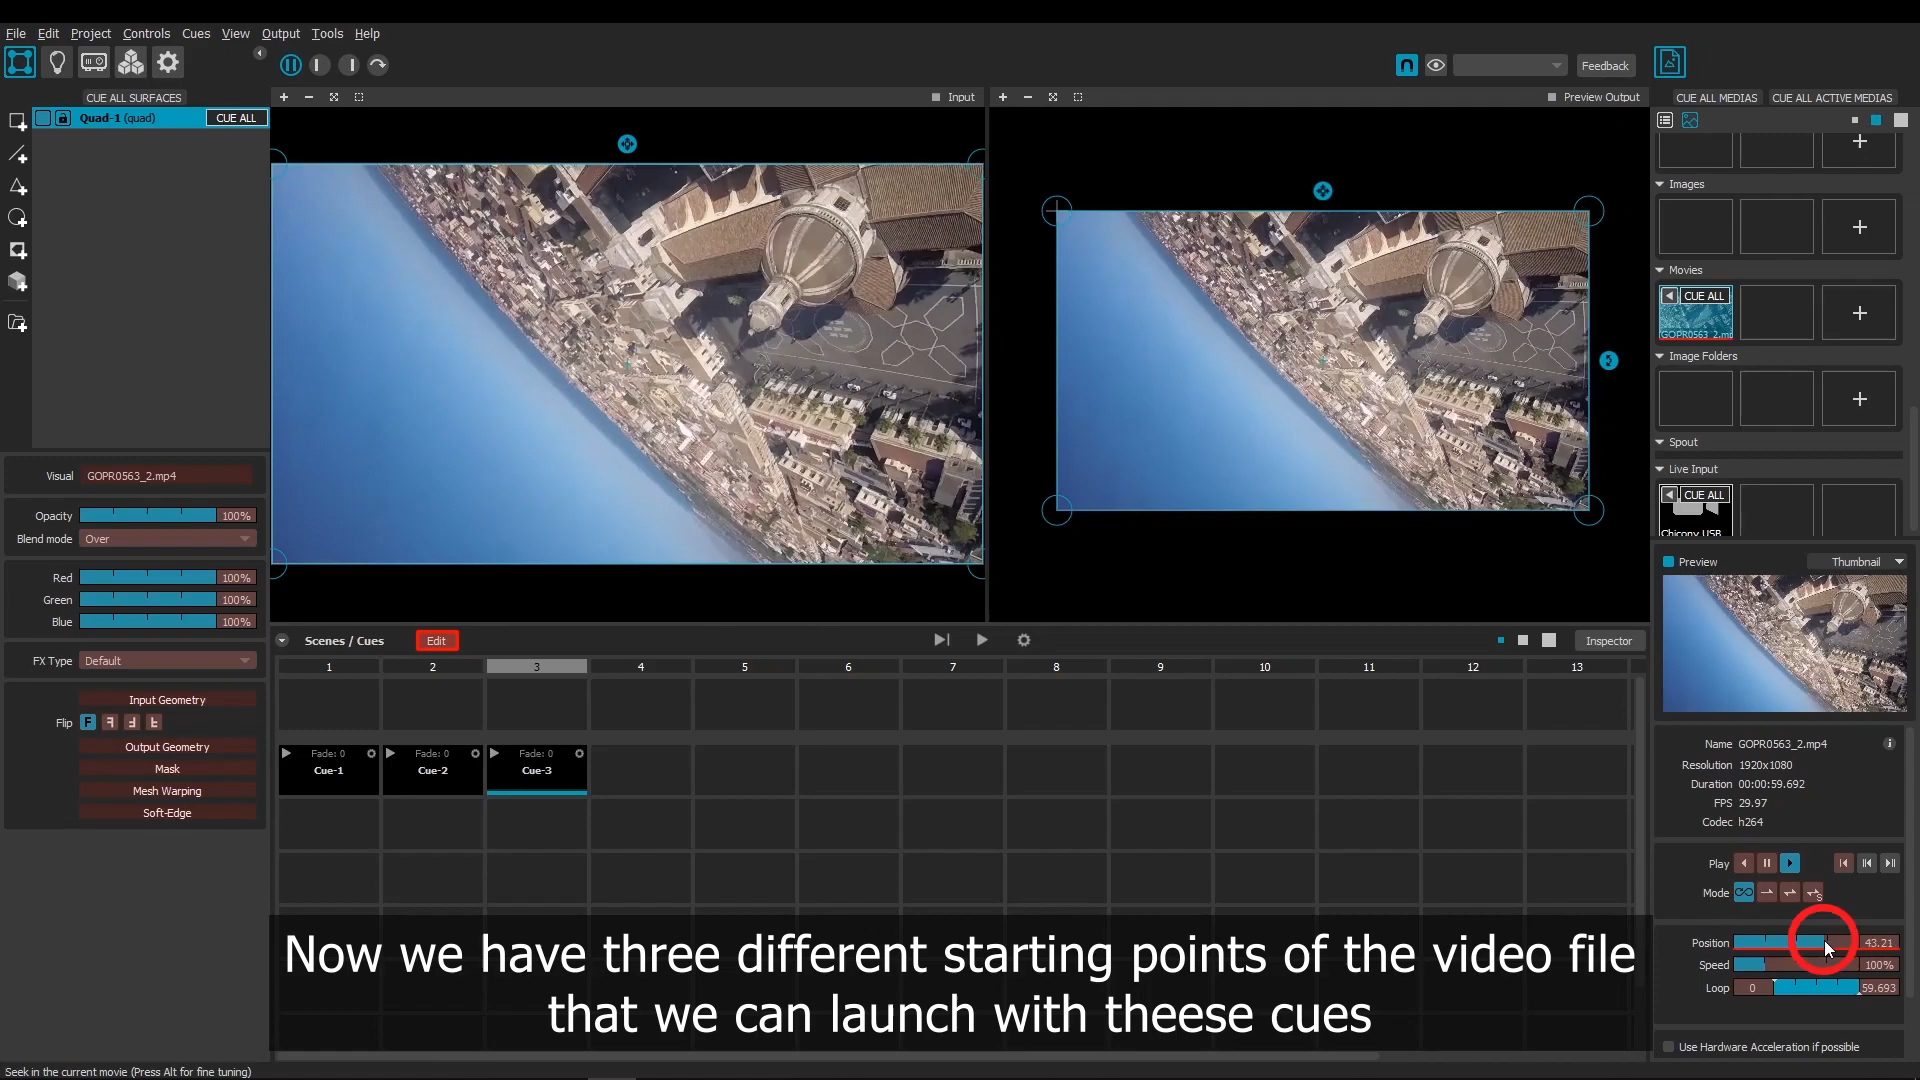 File Edit Project Controls Cues View Output Tools Help
Feedback
CUE ALL SURFACES
Input
Preview Output
CUE ALL MEDIAS CUE ALL ACTIVE MEDIAS
Quad-1 (quad) CUE ALL
Images
Movies
CUE ALL
GOPR0563_2.mp
Image Folders
Spout
Live Input
CUE ALL
Chicony USB
Visual GOPR0563_2.mp4
Opacity 100%
Blend mode Over
Red 100%
Green 100%
Blue 100%
FX Type Default
Input Geometry
Flip F
Output Geometry
Mask
Mesh Warping
Soft-Edge
Scenes / Cues Edit
Inspector
1 2 3 4 5 6 7 8 9 10 11 12 13
Fade: 0 Fade: 0 Fade: 0
Cue-1 Cue-2 Cue-3
Preview Thumbnail
Name GOPR0563_2.mp4
Resolution 1920x1080
Duration 00:00:59.692
FPS 29.97
Codec h264
Play
Mode
Position 43.21
Speed 100%
Loop 0 59.693
Use Hardware Acceleration if possible
Now we have three different starting points of the video file
that we can launch with theese cues
Seek in the current movie (Press Alt for fine tuning)